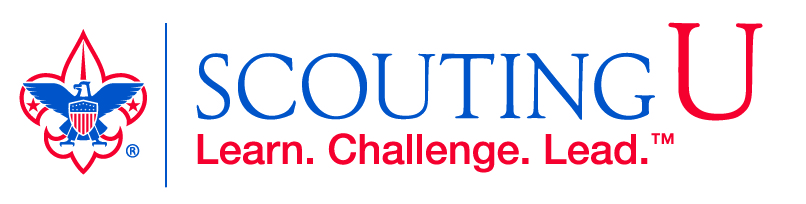 SCOUTING U
Learn. Challenge. Lead.™
®